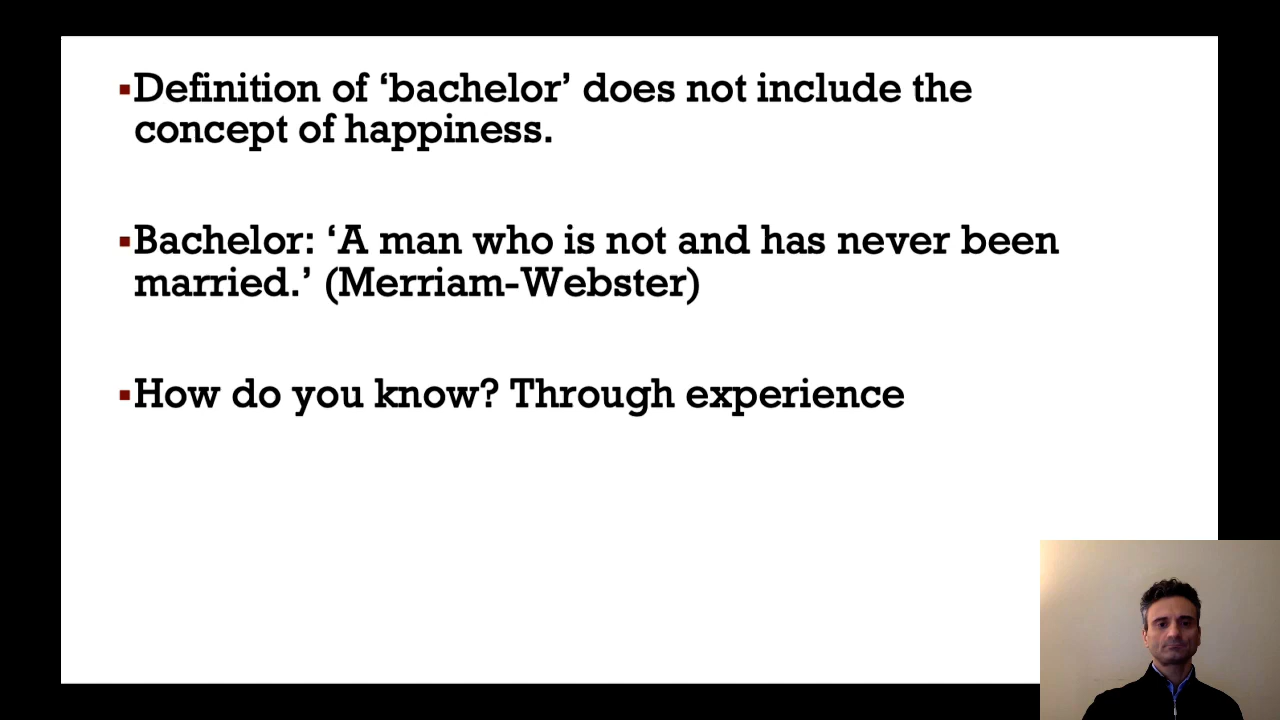 ▪Definition of ‘bachelor’ does not include the
concept of happiness.
▪Bachelor: ‘A man who is not and has never been
married.’ (Merriam-Webster)
▪How do you know? Through experience